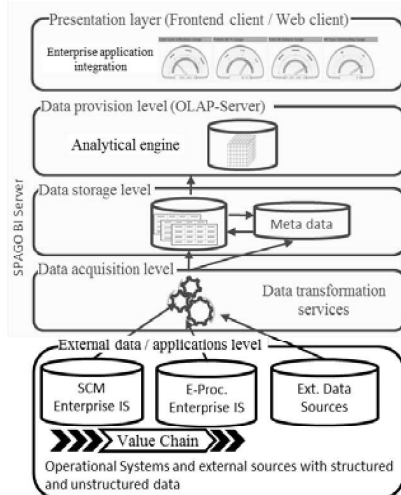 Presentation layer (Frontend client / Web client)
Enterprise application
integration
Data provision level (OLAP-Server)
Analytical engine
Data storage level
Meta data
SPAGO BI Server
Data acquisition level
Data transformation
services
External data / applications level
SCM
Enterprise IS
E-Proc.
Enterprise IS
Ext. Data
Sources
Value Chain
Operational Systems and external sources with structured
and unstructured data